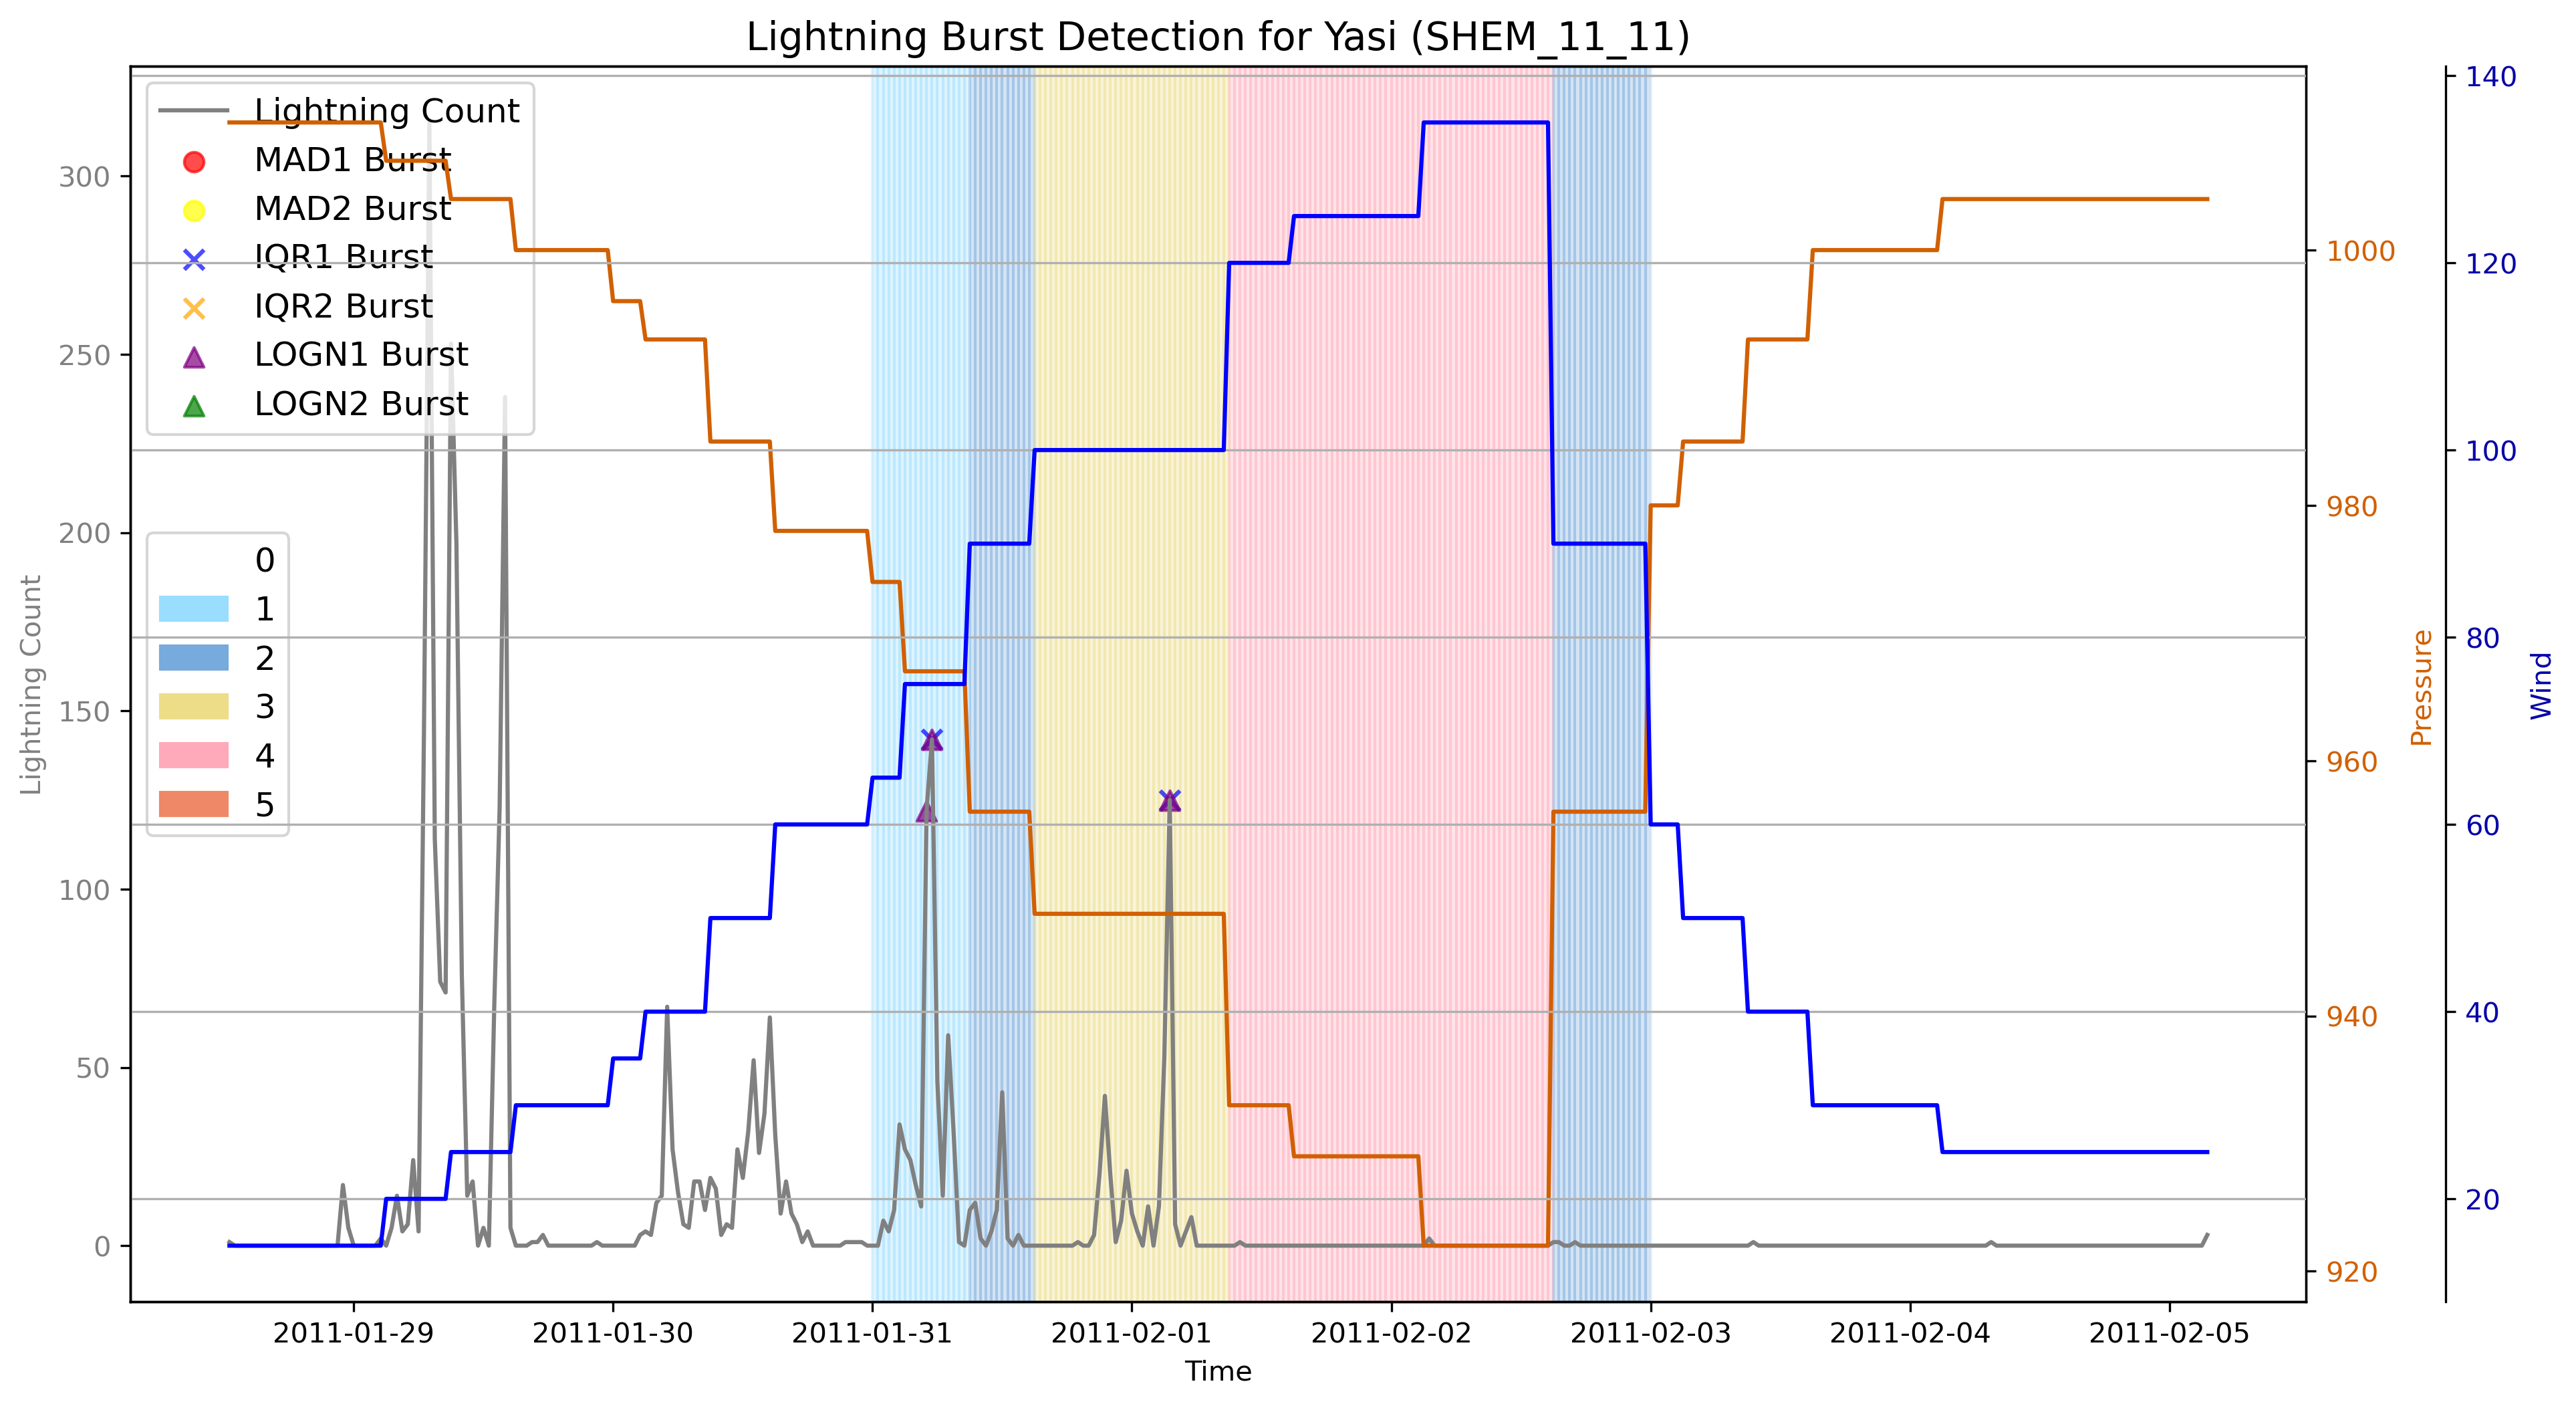 Lightning Burst Detection for Yasi (SHEM_11_11)
Lightning Count
MAD1 Burst
MAD2 Burst
IQR1 Burst
IQR2 Burst
LOGN1 Burst
LOGN2 Burst
0
1
2
3
4
5
Lightning Count
300
250
200
150
100
50
0
1000
980
960
940
920
Pressure
140
120
100
80
60
40
20
Wind
2011-01-29
2011-01-30
2011-01-31
2011-02-01
2011-02-02
2011-02-03
2011-02-04
2011-02-05
Time